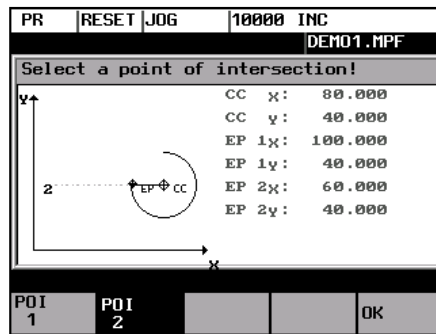 PR RESET JOG 10000 INC
DEMO1.MPF
Select a point of intersection!
Y
CC x: 80.000
CC y: 40.000
EP 1x: 100.000
EP 1y: 40.000
EP 2x: 60.000
EP 2y: 40.000
2 EP CC
X
POI 1 POI 2 OK